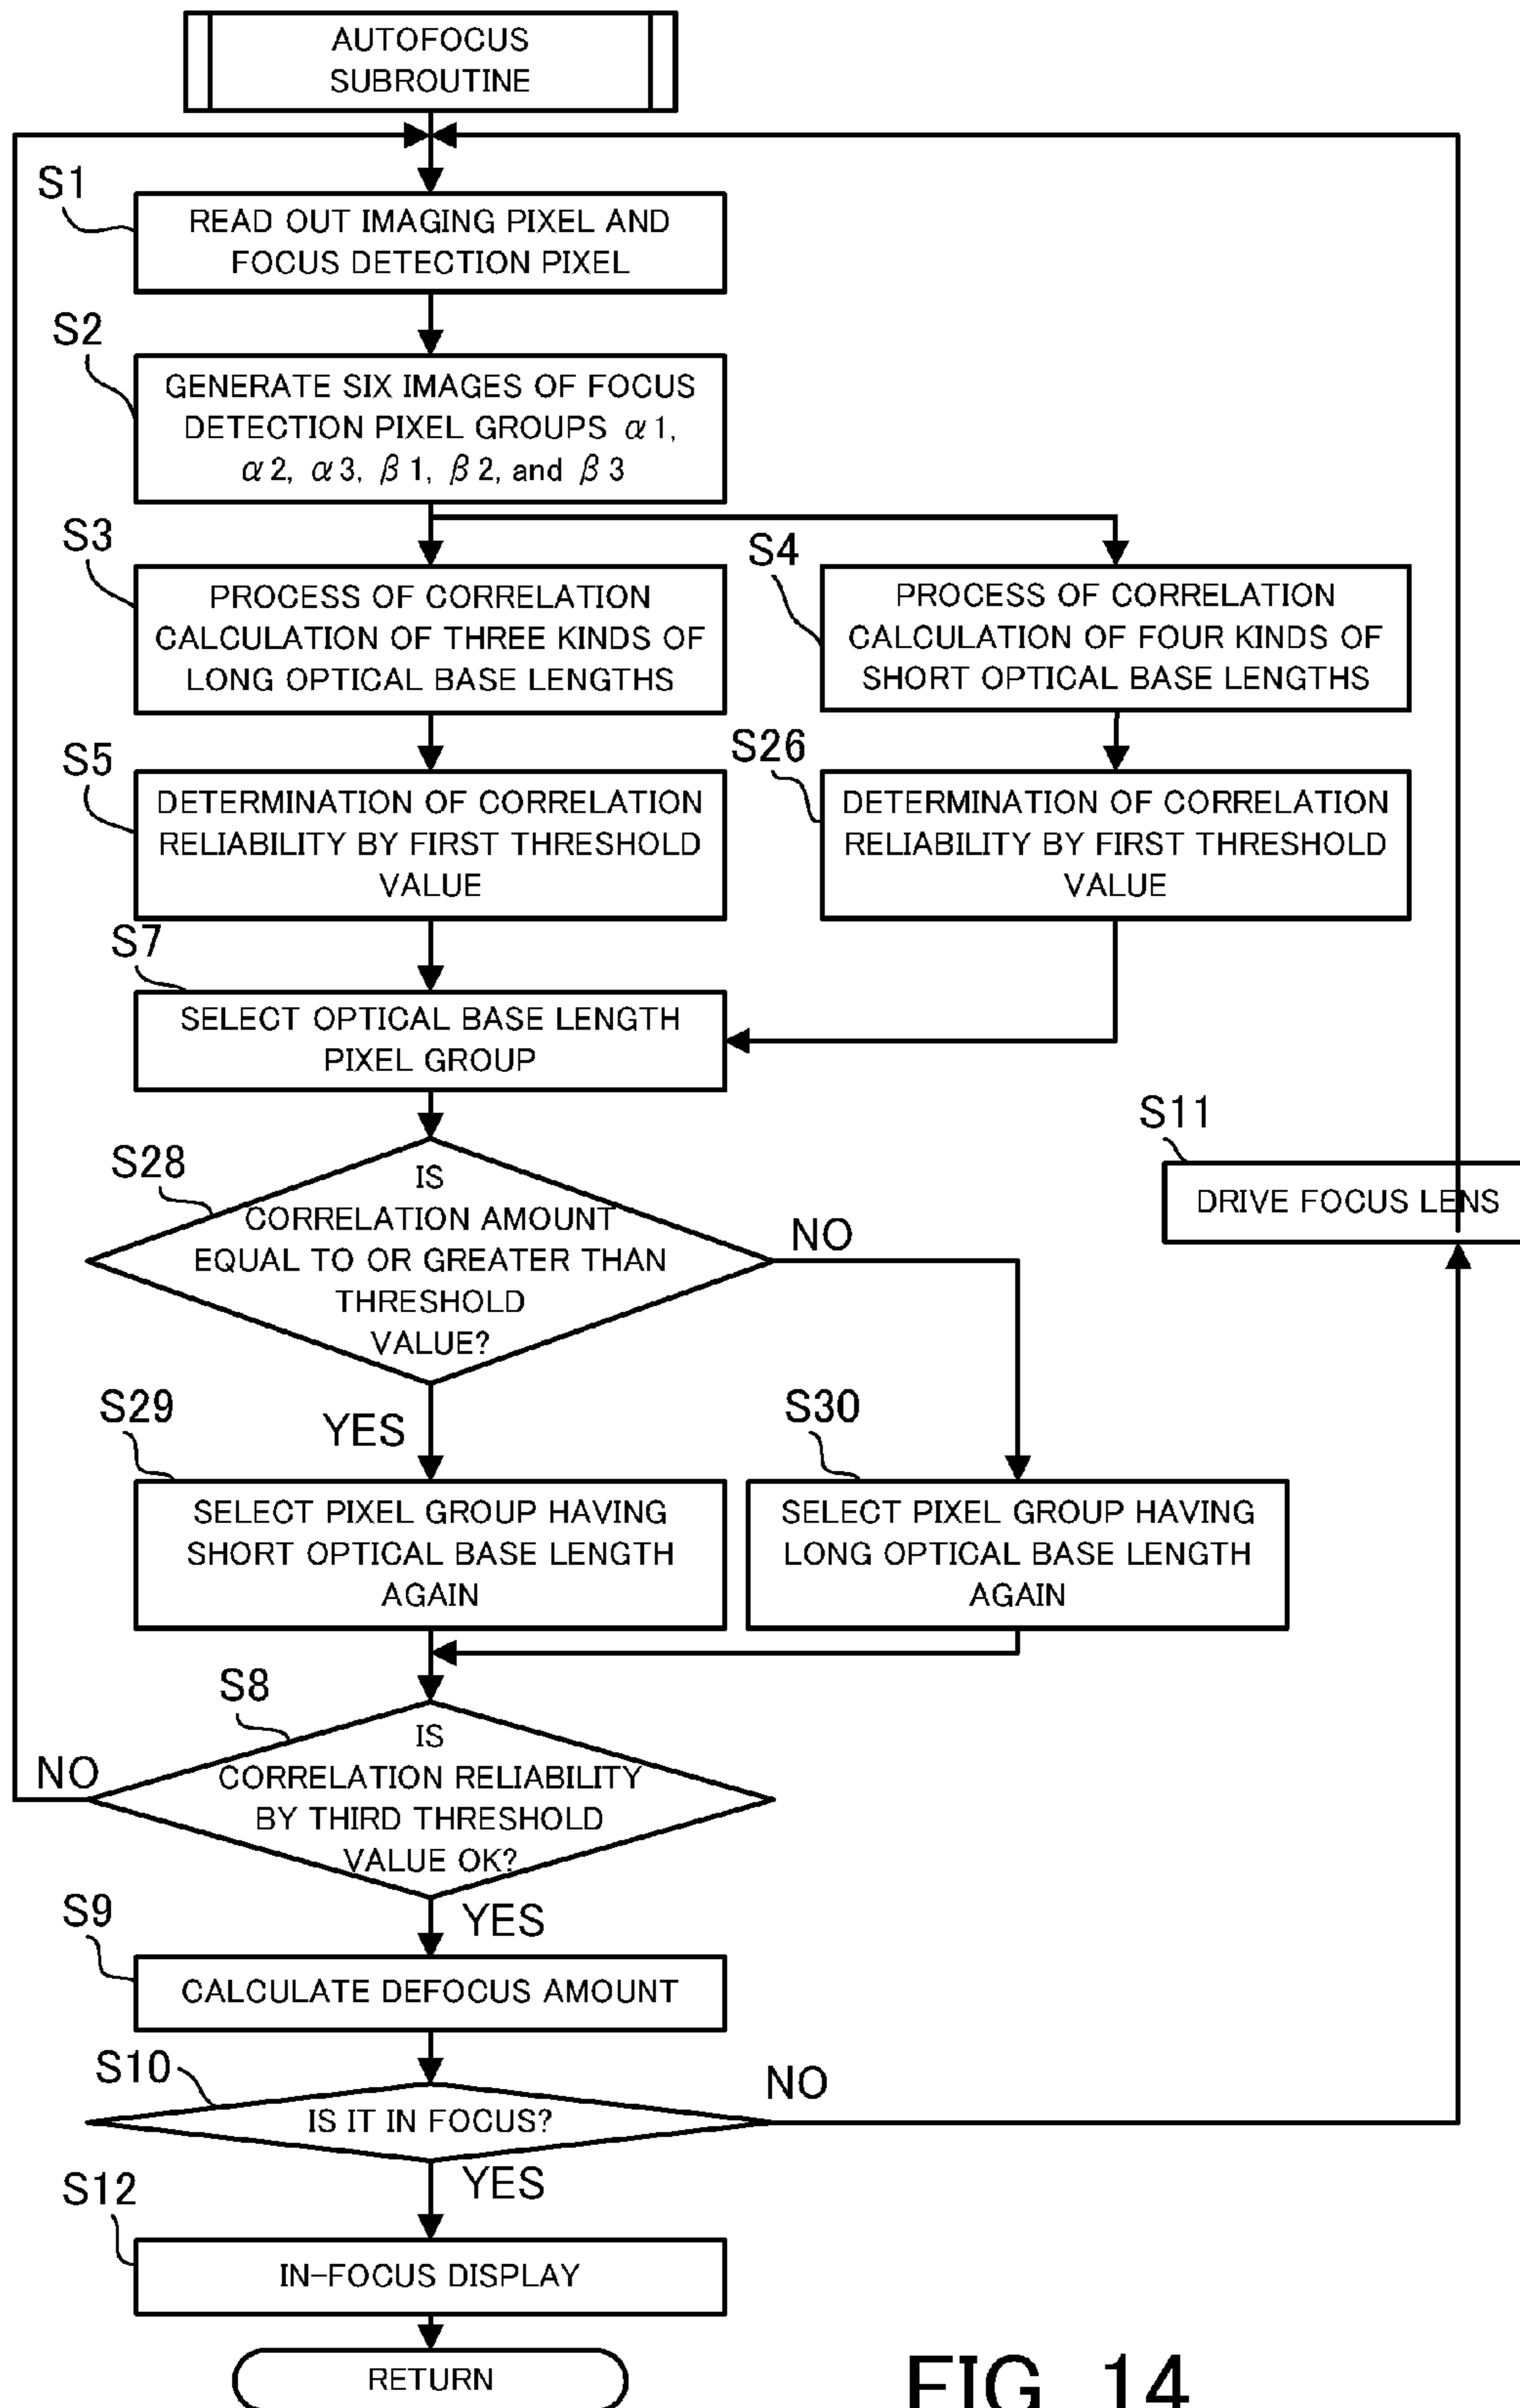 AUTOFOCUS
SUBROUTINE
S1
READ OUT IMAGING PIXEL AND
FOCUS DETECTION PIXEL
S2
GENERATE SIX IMAGES OF FOCUS
DETECTION PIXEL GROUPS α1,
α2, α3, β1, β2, and β3
S3
PROCESS OF CORRELATION
CALCULATION OF THREE KINDS OF
LONG OPTICAL BASE LENGTHS
S4
PROCESS OF CORRELATION
CALCULATION OF FOUR KINDS OF
SHORT OPTICAL BASE LENGTHS
S5
DETERMINATION OF CORRELATION
RELIABILITY BY FIRST THRESHOLD
VALUE
S26
DETERMINATION OF CORRELATION
RELIABILITY BY FIRST THRESHOLD
VALUE
S7
SELECT OPTICAL BASE LENGTH
PIXEL GROUP
S11
DRIVE FOCUS LENS
S28
IS
CORRELATION AMOUNT
EQUAL TO OR GREATER THAN
THRESHOLD
VALUE?
NO
YES
S29
SELECT PIXEL GROUP HAVING
SHORT OPTICAL BASE LENGTH
AGAIN
S30
SELECT PIXEL GROUP HAVING
LONG OPTICAL BASE LENGTH
AGAIN
S8
IS
CORRELATION RELIABILITY
BY THIRD THRESHOLD
VALUE OK?
NO
YES
S9
CALCULATE DEFOCUS AMOUNT
S10
IS IT IN FOCUS?
NO
YES
S12
IN-FOCUS DISPLAY
RETURN
FIG. 14